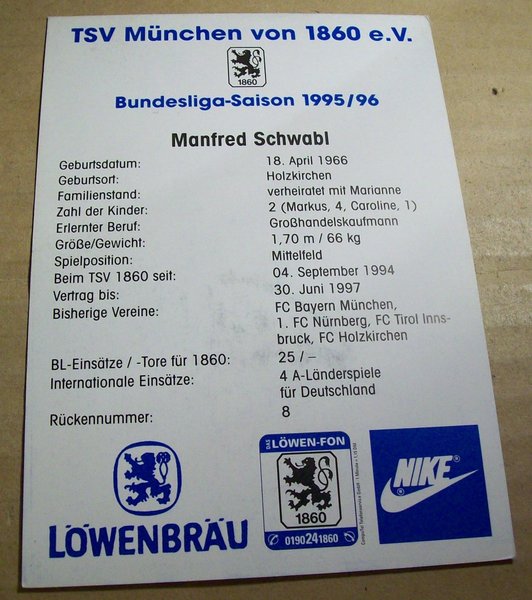 TSV München von 1860 e.V.
1860
Bundesliga-Saison 1995/96
Manfred Schwabl
Geburtsdatum: 18. April 1966
Geburtsort: Holzkirchen
Familienstand: verheiratet mit Marianne
Zahl der Kinder: 2 (Markus, 4, Caroline, 1)
Erlernter Beruf: Großhandelskaufmann
Größe/Gewicht: 1,70 m / 66 kg
Spielposition: Mittelfeld
Beim TSV 1860 seit: 04. September 1994
Vertrag bis: 30. Juni 1997
Bisherige Vereine: FC Bayern München,
1. FC Nürnberg, FC Tirol Inns-
bruck, FC Holzkirchen
BL-Einsätze / -Tore für 1860: 25 / –
Internationale Einsätze: 4 A-Länderspiele
für Deutschland
Rückennummer: 8
LÖWENBRÄU
DAS LÖWEN-FON
1860
0190241860
NIKE